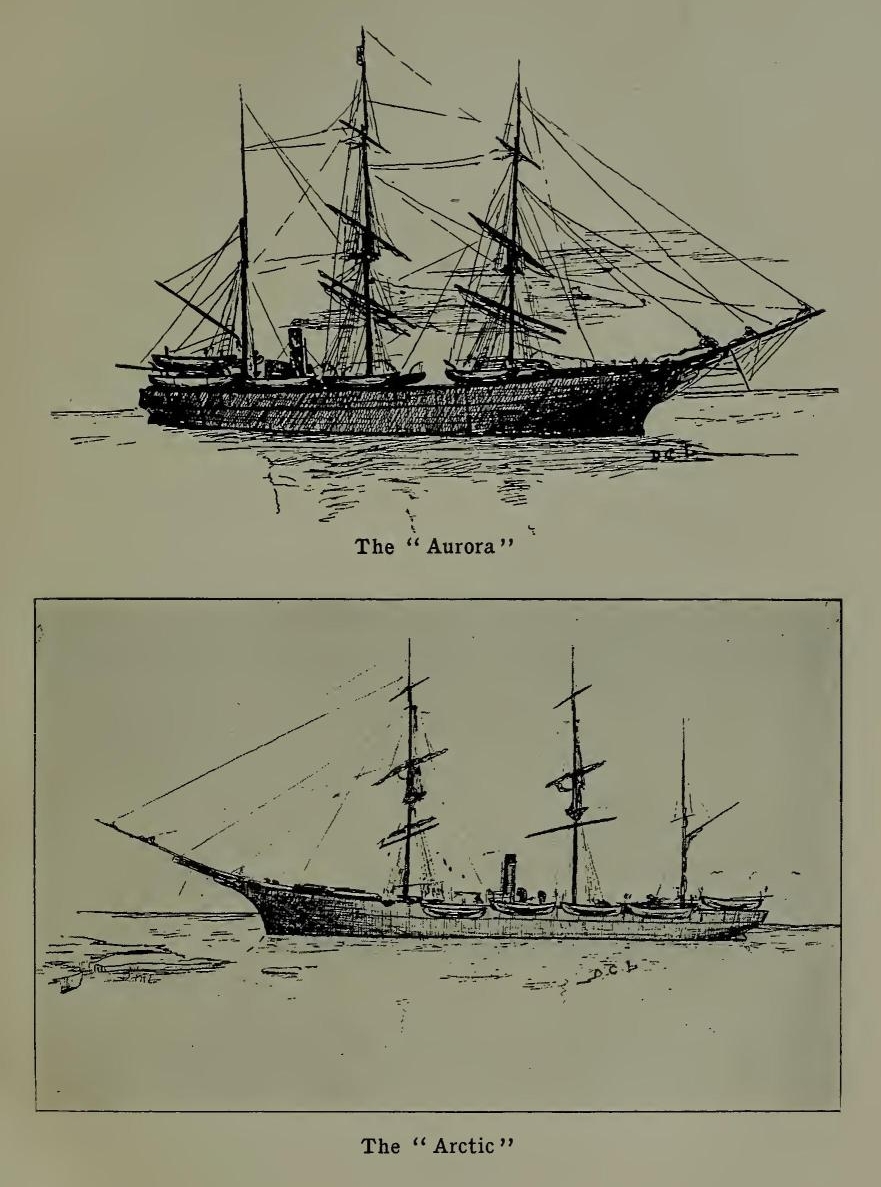 D. C. L.
The “Aurora”
D. C. L
The “Arctic”